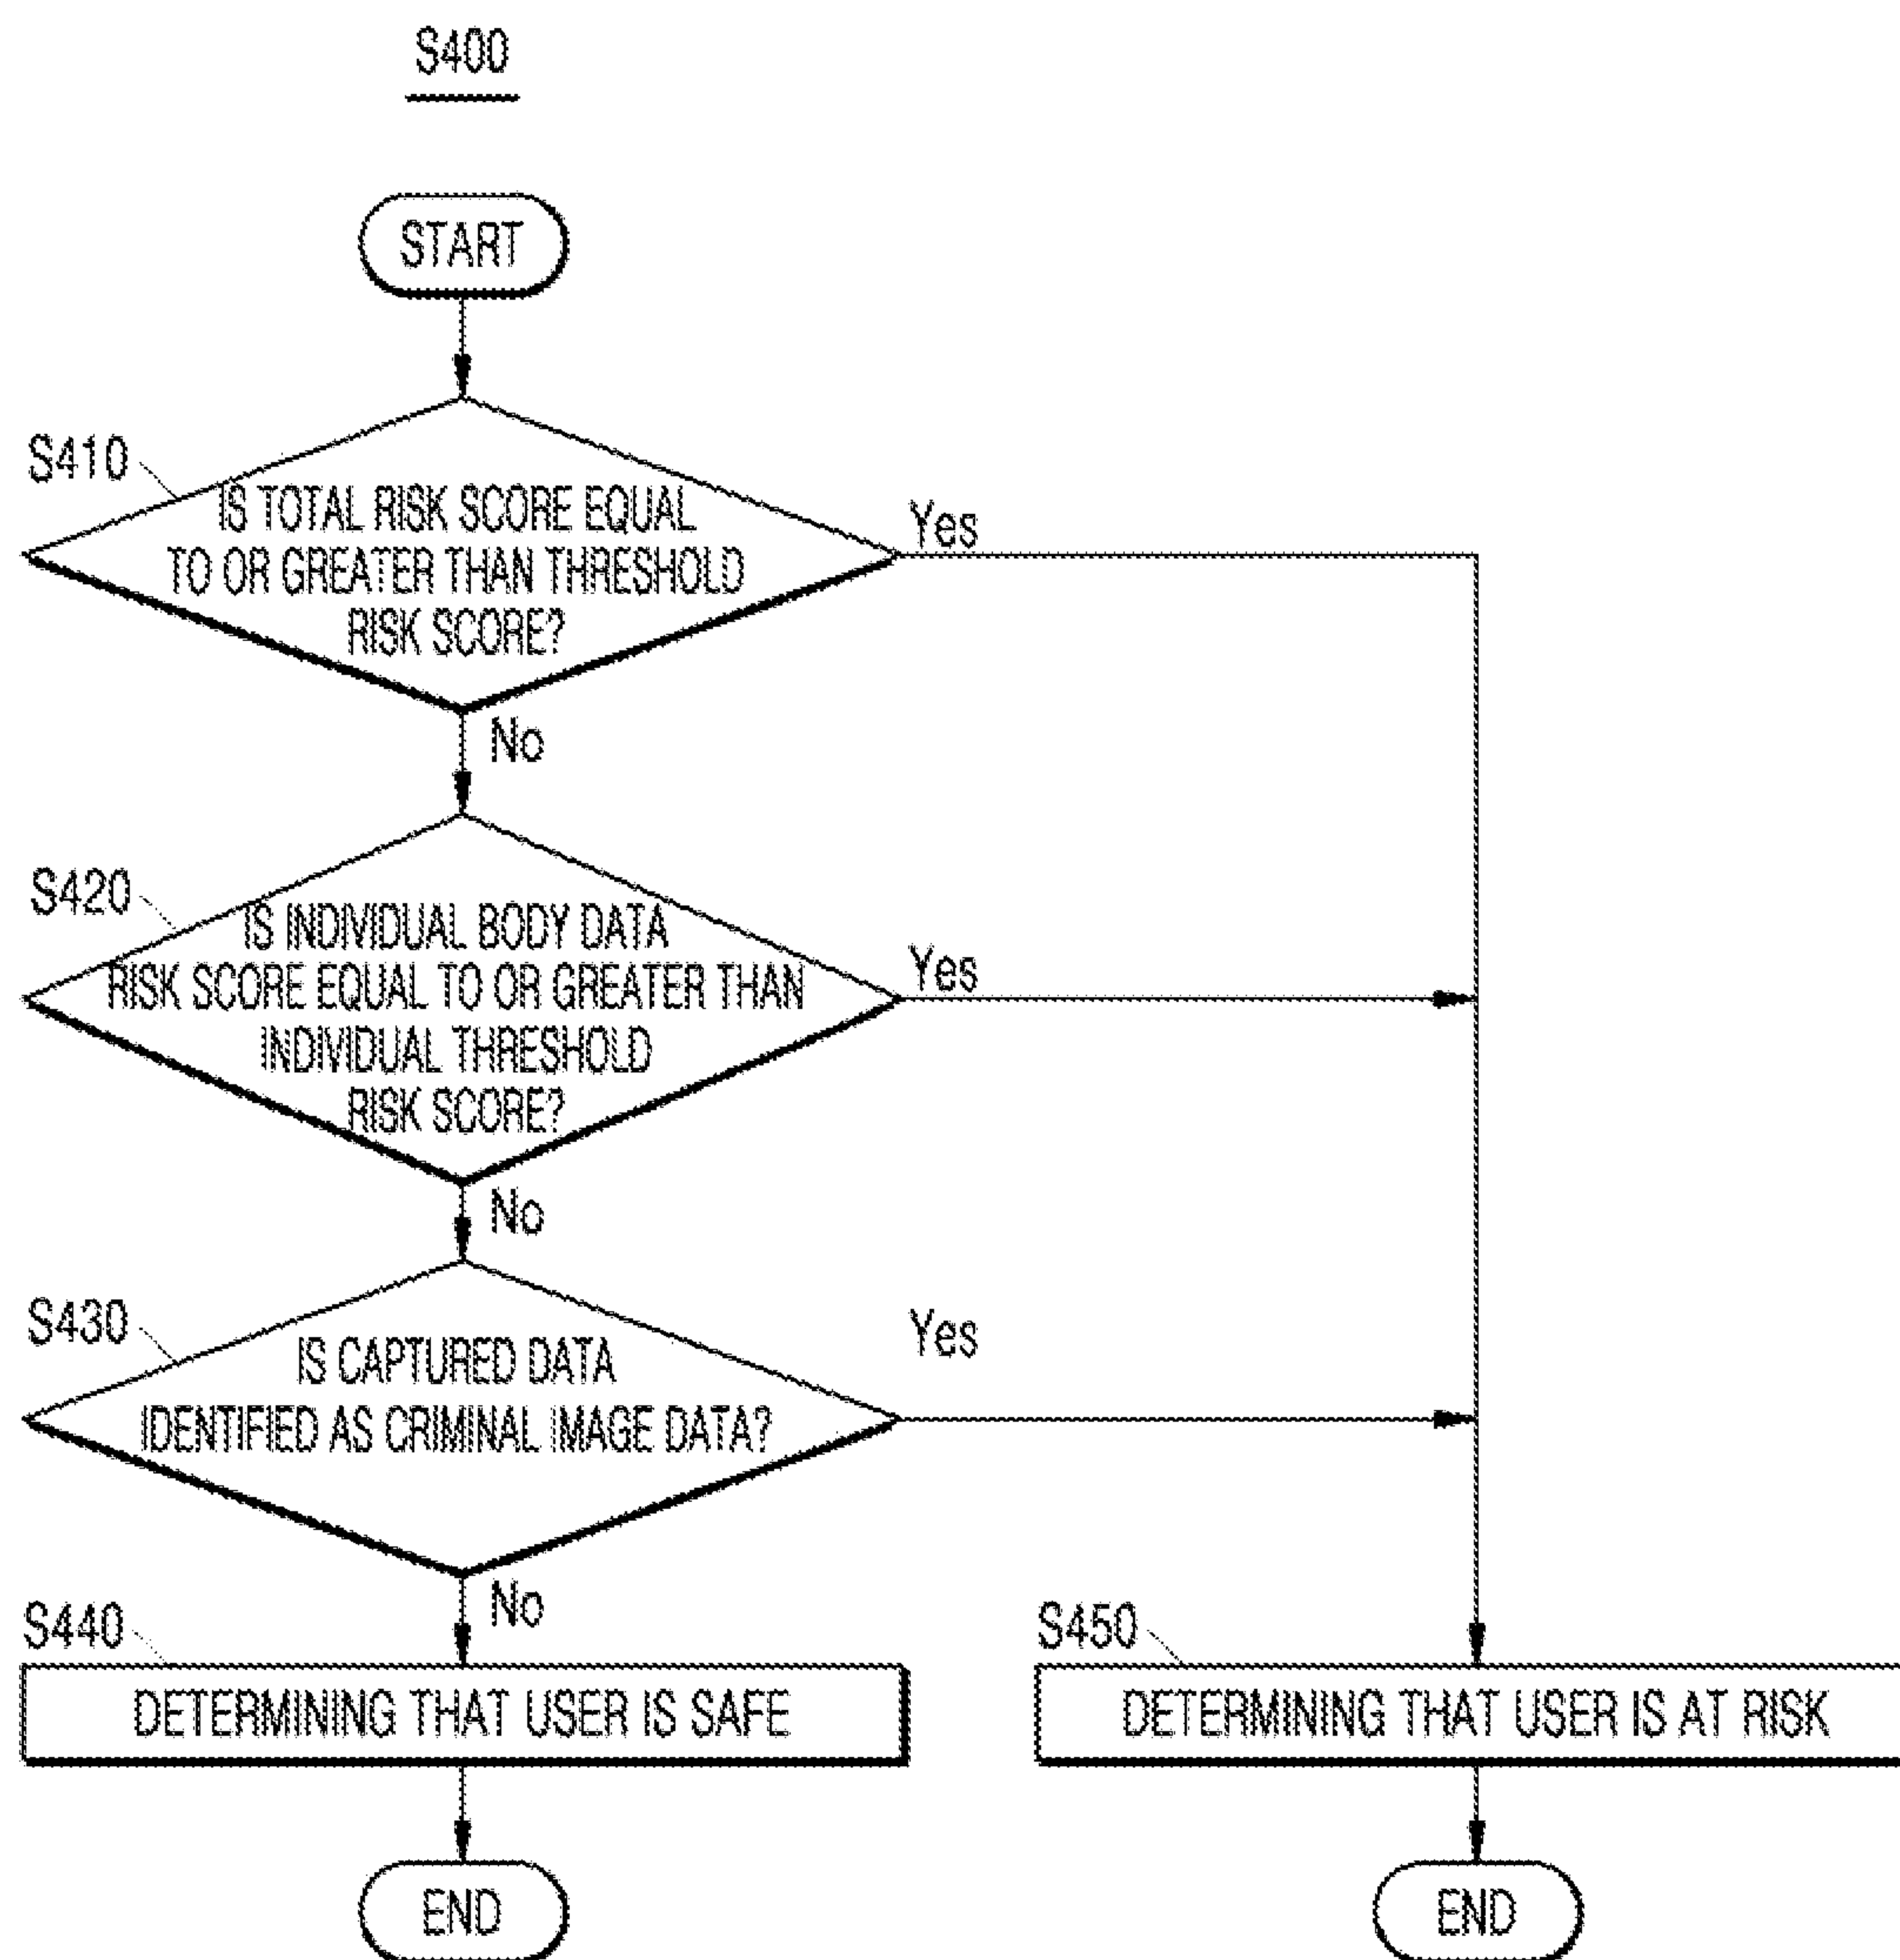 S400
START
S410
IS TOTAL RISK SCORE EQUAL
TO OR GREATER THAN THRESHOLD
RISK SCORE?
Yes
No
S420
IS INDIVIDUAL BODY DATA
RISK SCORE EQUAL TO OR GREATER THAN
INDIVIDUAL THRESHOLD
RISK SCORE?
Yes
No
S430
IS CAPTURED DATA
IDENTIFIED AS CRIMINAL IMAGE DATA?
Yes
No
S440
DETERMINING THAT USER IS SAFE
S450
DETERMINING THAT USER IS AT RISK
END
END